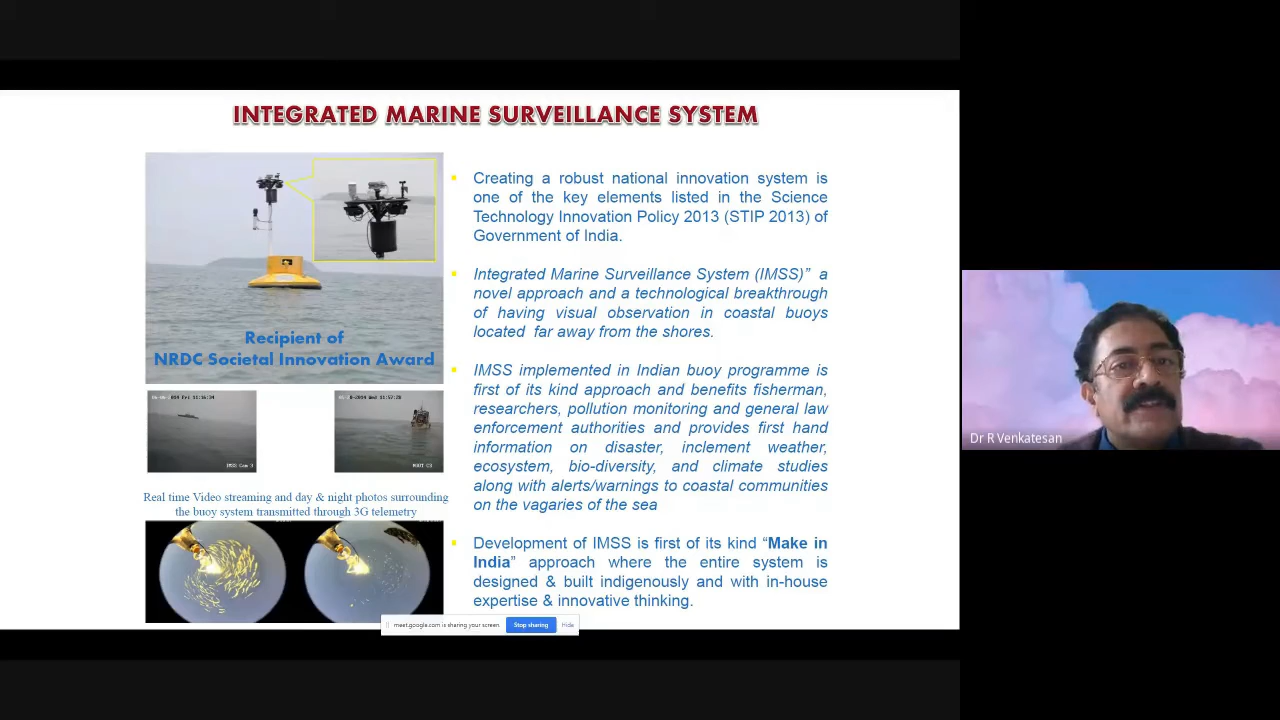 INTEGRATED MARINE SURVEILLANCE SYSTEM
Recipient of
NRDC Societal Innovation Award
IMSS Cam 3
Real time Video streaming and day & night photos surrounding
the buoy system transmitted through 3G telemetry
Creating a robust national innovation system is
one of the key elements listed in the Science
Technology Innovation Policy 2013 (STIP 2013) of
Government of India.
Integrated Marine Surveillance System (IMSS)” a
novel approach and a technological breakthrough
of having visual observation in coastal buoys
located far away from the shores.
IMSS implemented in Indian buoy programme is
first of its kind approach and benefits fisherman,
researchers, pollution monitoring and general law
enforcement authorities and provides first hand
information on disaster, inclement weather,
ecosystem, bio-diversity, and climate studies
along with alerts/warnings to coastal communities
on the vagaries of the sea
Development of IMSS is first of its kind “Make in
India” approach where the entire system is
designed & built indigenously and with in-house
expertise & innovative thinking.
meet.google.com is sharing your screen
Stop sharing
Hide
Dr R Venkatesan